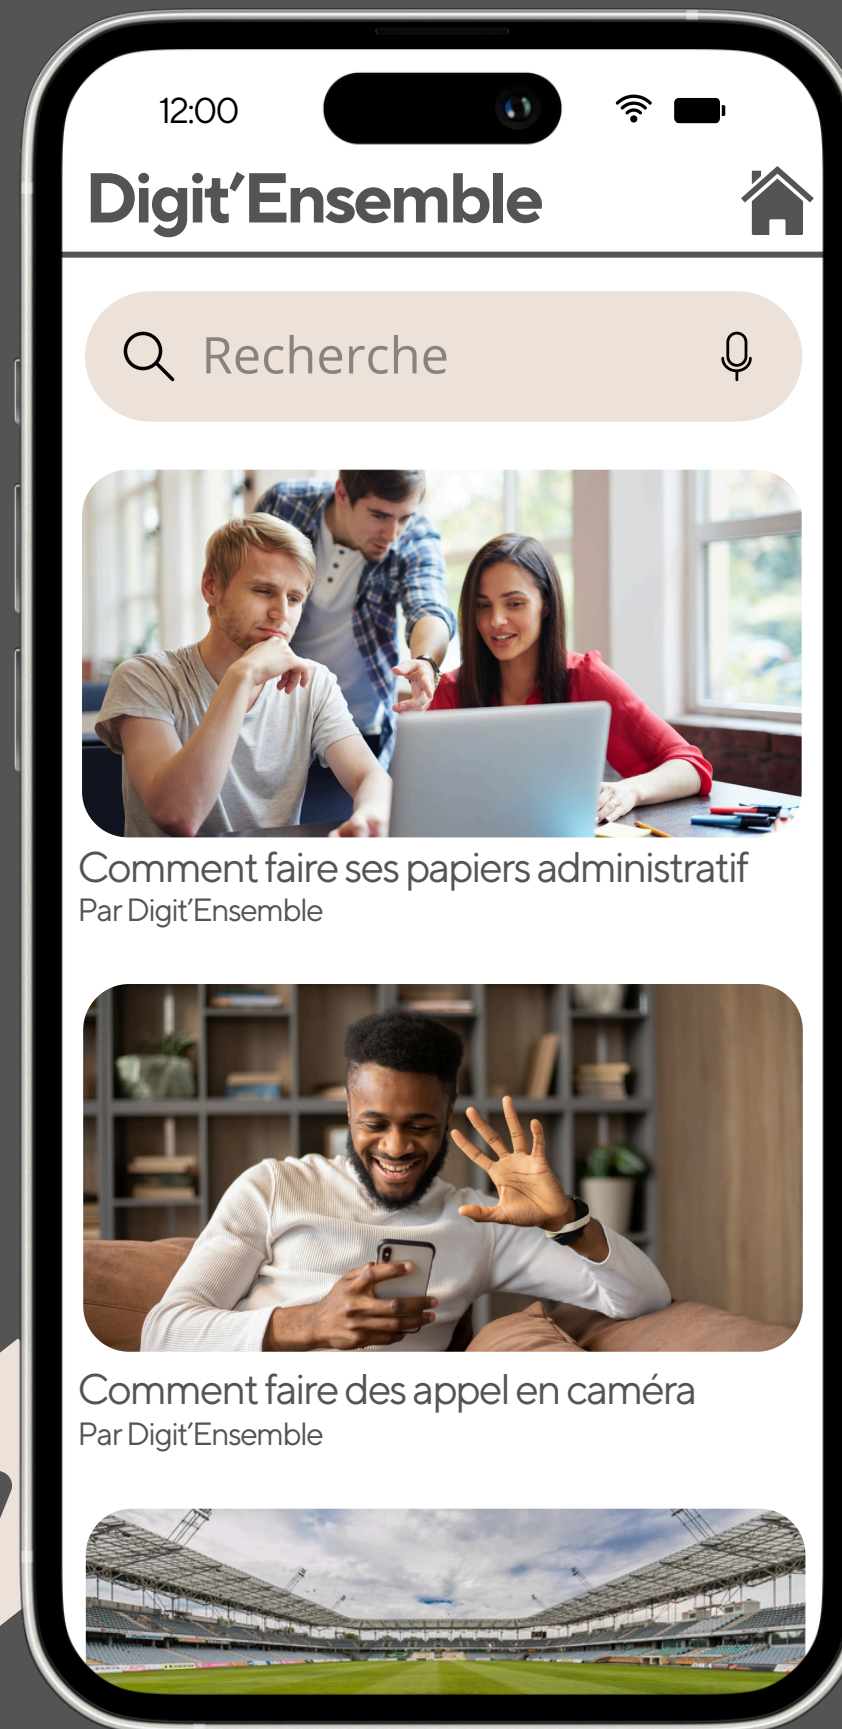 12:00
Digit’Ensemble
Recherche
Comment faire ses papiers administratif
Par Digit’Ensemble
Comment faire des appel en caméra
Par Digit’Ensemble